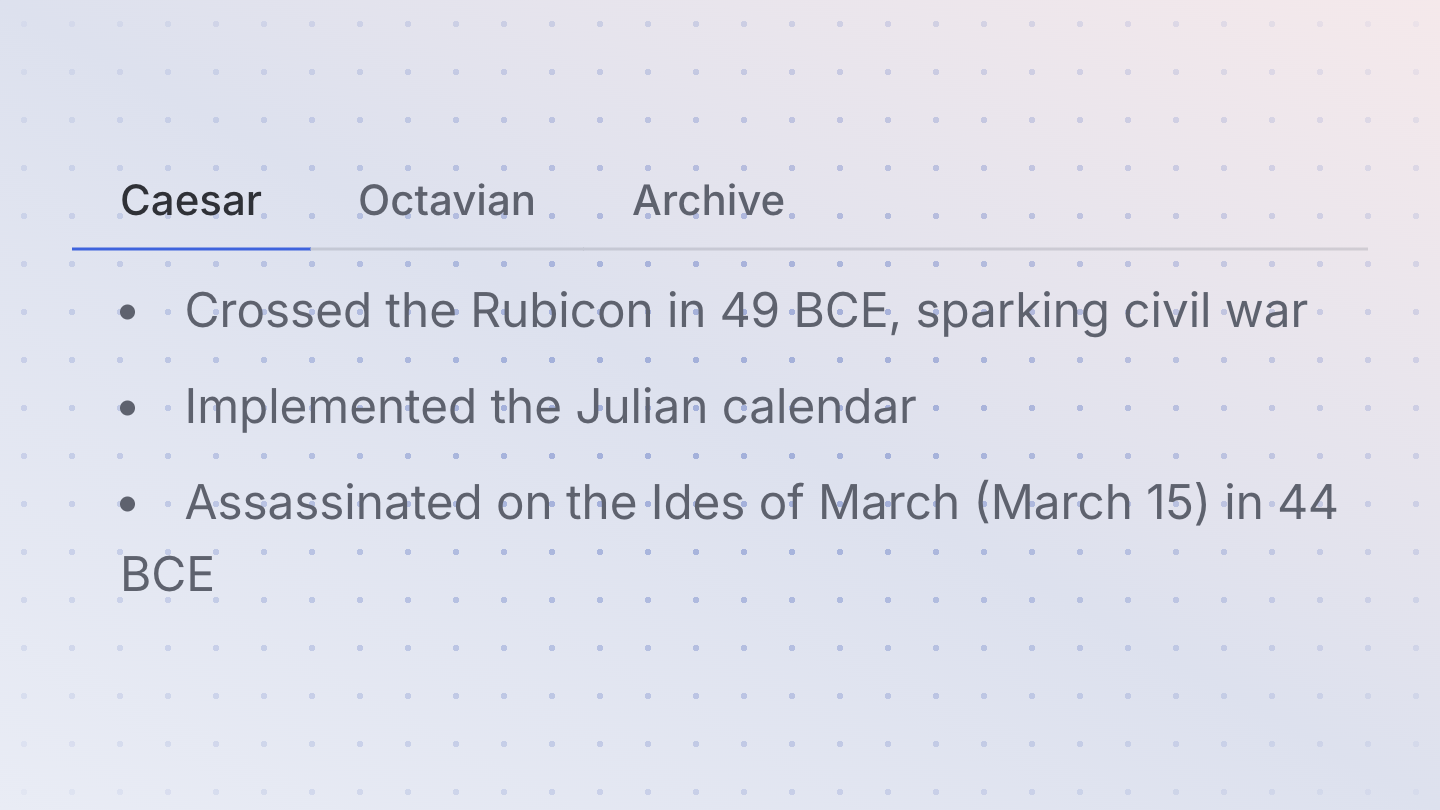 Caesar Octavian Archive
• Crossed the Rubicon in 49 BCE, sparking civil war
• Implemented the Julian calendar
• Assassinated on the Ides of March (March 15) in 44
BCE